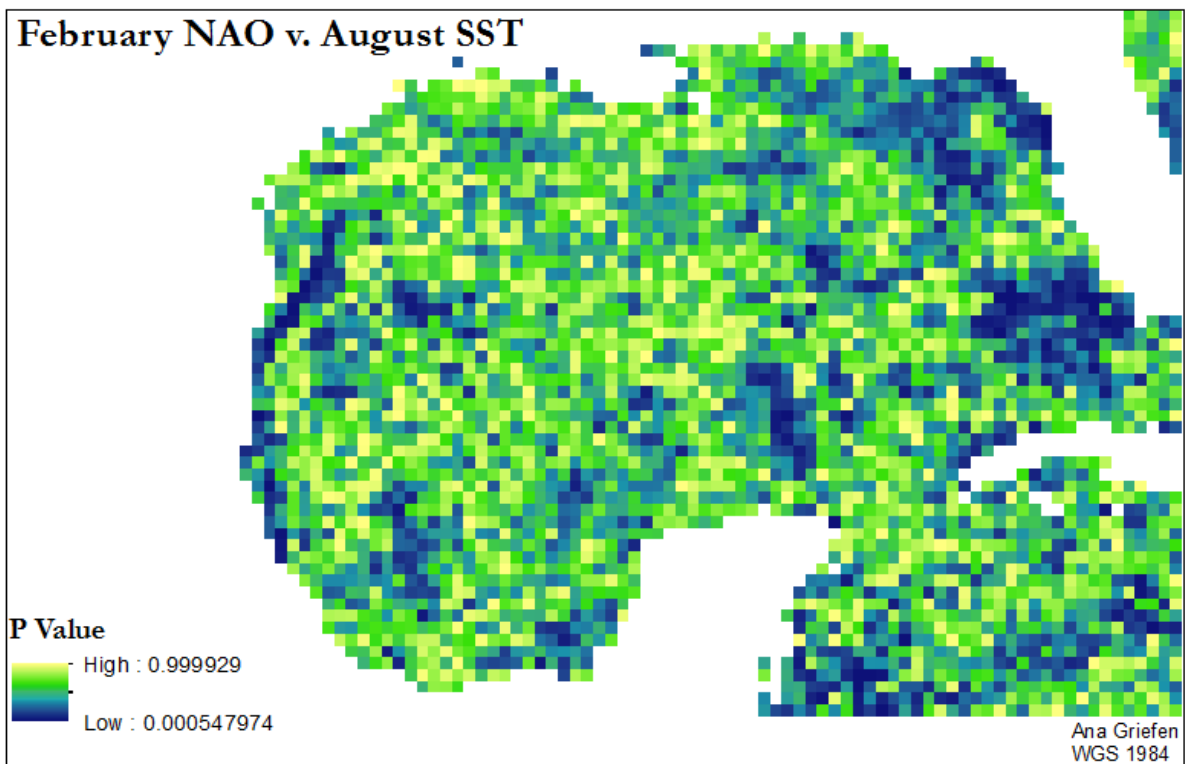 February NAO v. August SST
P Value
High : 0.999929
Low : 0.000547974
Ana Griefen
WGS 1984